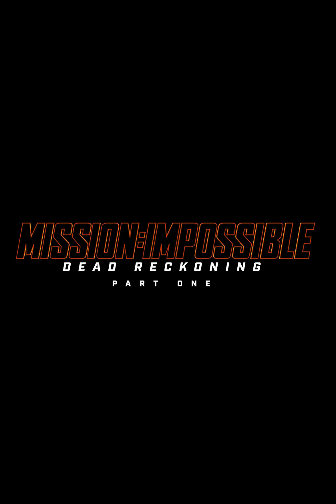 MISSION:IMPOSSIBLE
DEAD RECKONING
PART ONE